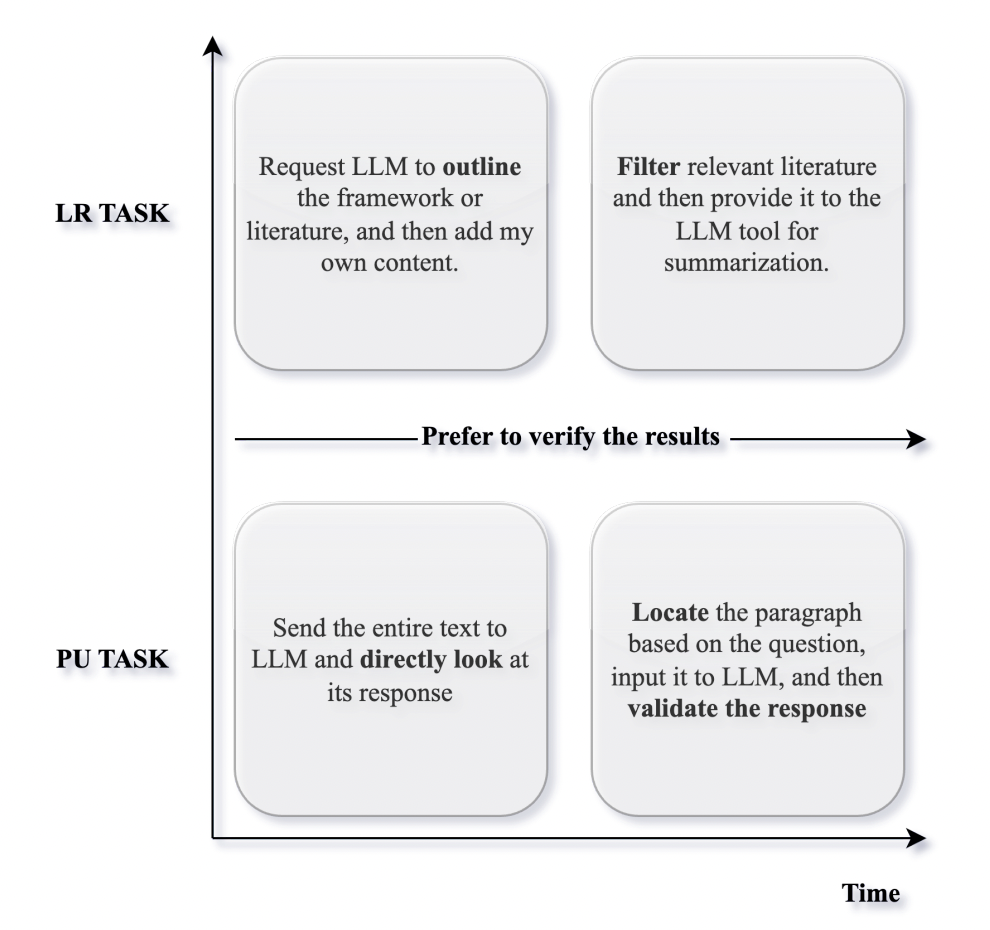 LR TASK
Request LLM to outline
the framework or
literature, and then add my
own content.
Filter relevant literature
and then provide it to the
LLM tool for
summarization.
Prefer to verify the results
PU TASK
Send the entire text to
LLM and directly look at
its response
Locate the paragraph
based on the question,
input it to LLM, and then
validate the response
Time